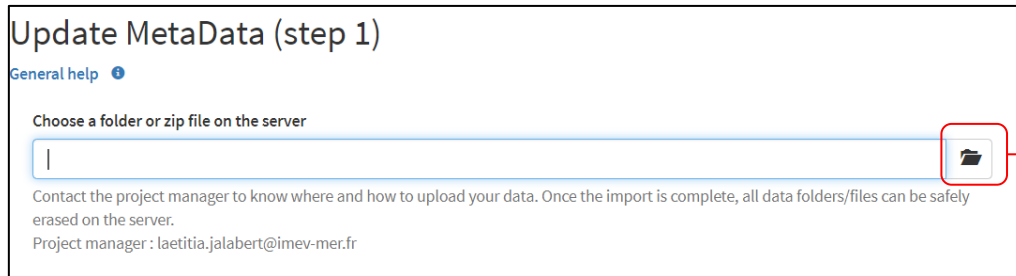 Update MetaData (step 1)
General help
Choose a folder or zip file on the server
Contact the project manager to know where and how to upload your data. Once the import is complete, all data folders/files can be safely
erased on the server.
Project manager : laetitia.jalabert@imev-mer.fr